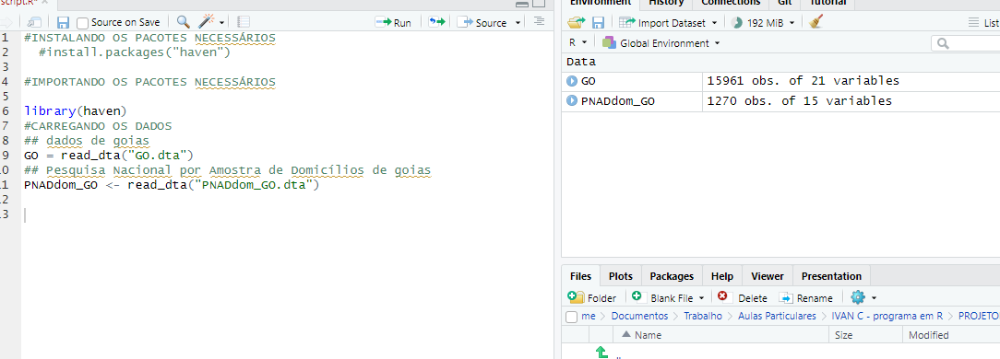 script.R*
Source on Save
Run
Source
1 #INSTALANDO OS PACOTES NECESSÁRIOS
2 #install.packages("haven")
3
4 #IMPORTANDO OS PACOTES NECESSÁRIOS
5
6 library(haven)
7 #CARREGANDO OS DADOS
8 ## dados de goias
9 GO = read_dta("GO.dta")
10 ## Pesquisa Nacional por Amostra de Domicílios de goias
11 PNADdom_GO <- read_dta("PNADdom_GO.dta")
12
13
Environment History Connections Git Tutorial
Import Dataset 192 MiB List
R Global Environment
Data
GO 15961 obs. of 21 variables
PNADdom_GO 1270 obs. of 15 variables
Files Plots Packages Help Viewer Presentation
Folder Blank File Delete Rename
me Documentos Trabalho Aulas Particulares IVAN C - programa em R PROJETO
Name Size Modified